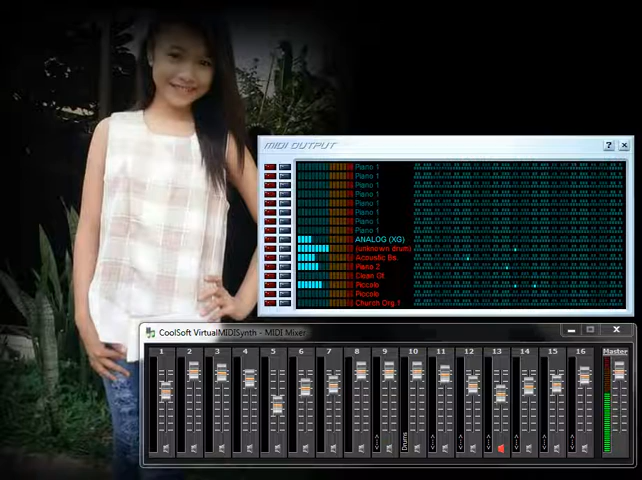 MIDI OUTPUT
Piano 1
Piano 1
Piano 1
Piano 1
Piano 1
Piano 1
Piano 1
Piano 1
ANALOG (XG)
(unknown drum)
Acoustic Bs.
Piano 2
Clean Gt.
Piccolo
Piccolo
Church Org.1
CoolSoft VirtualMIDISynth - MIDI Mixer
1 2 3 4 5 6 7 8 9 10 11 12 13 14 15 16 Master
Drums